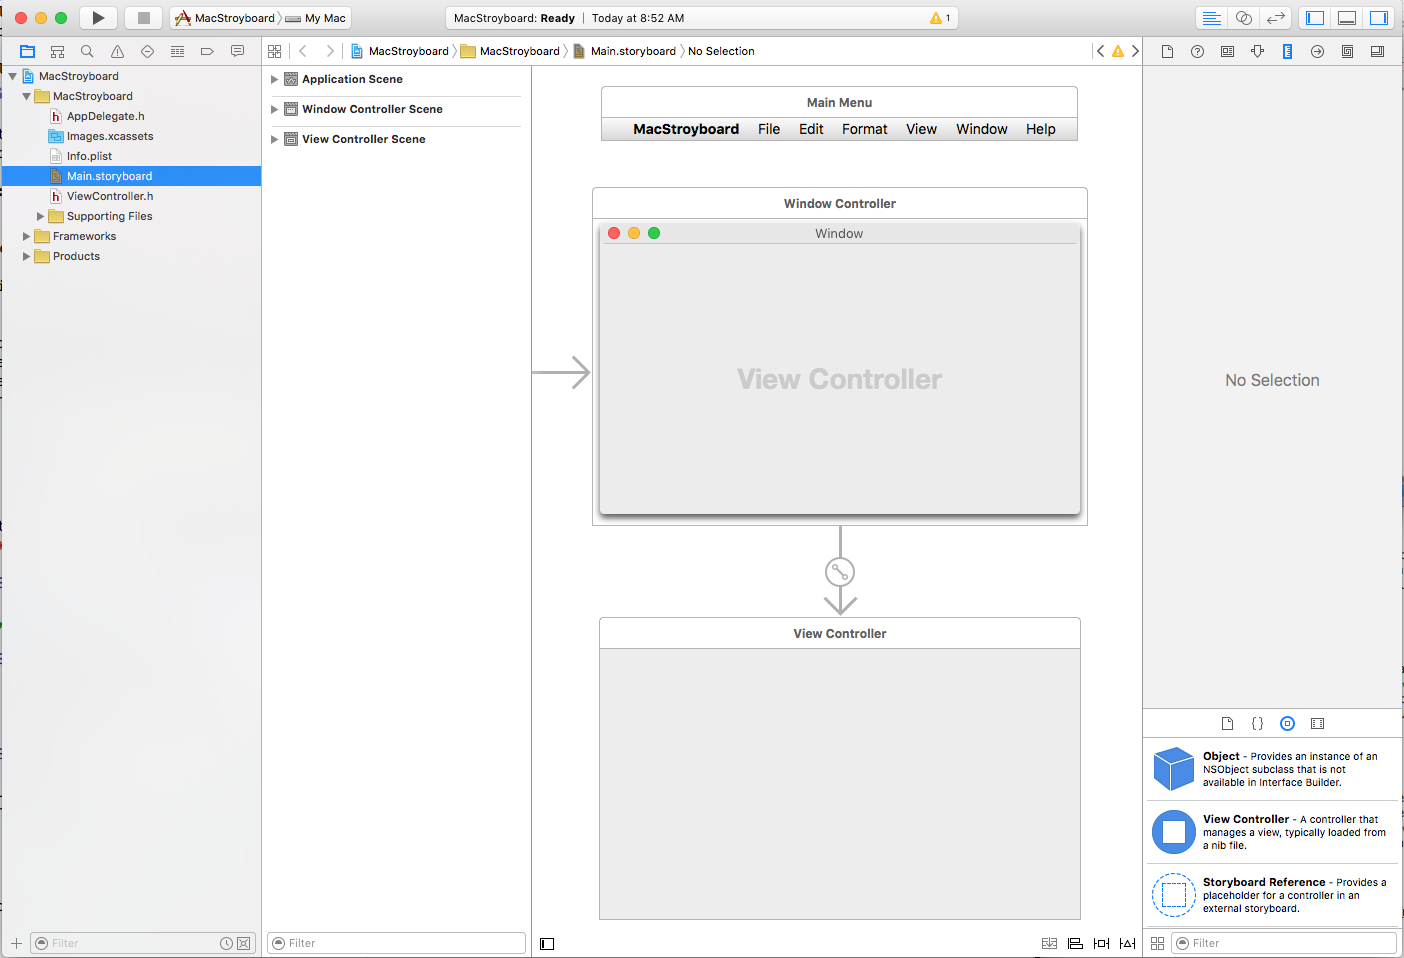 MacStroyboard
My Mac
MacStroyboard: Ready | Today at 8:52 AM
1
MacStroyboard
MacStroyboard
Main.storyboard
No Selection
MacStroyboard
MacStroyboard
AppDelegate.h
Images.xcassets
Info.plist
Main.storyboard
ViewController.h
Supporting Files
Frameworks
Products
Filter
Application Scene
Window Controller Scene
View Controller Scene
Filter
Main Menu
MacStroyboard File Edit Format View Window Help
Window Controller
Window
View Controller
View Controller
No Selection
Object - Provides an instance of an
NSObject subclass that is not
available in Interface Builder.
View Controller - A controller that
manages a view, typically loaded from
a nib file.
Storyboard Reference - Provides a
placeholder for a controller in an
external storyboard.
Filter